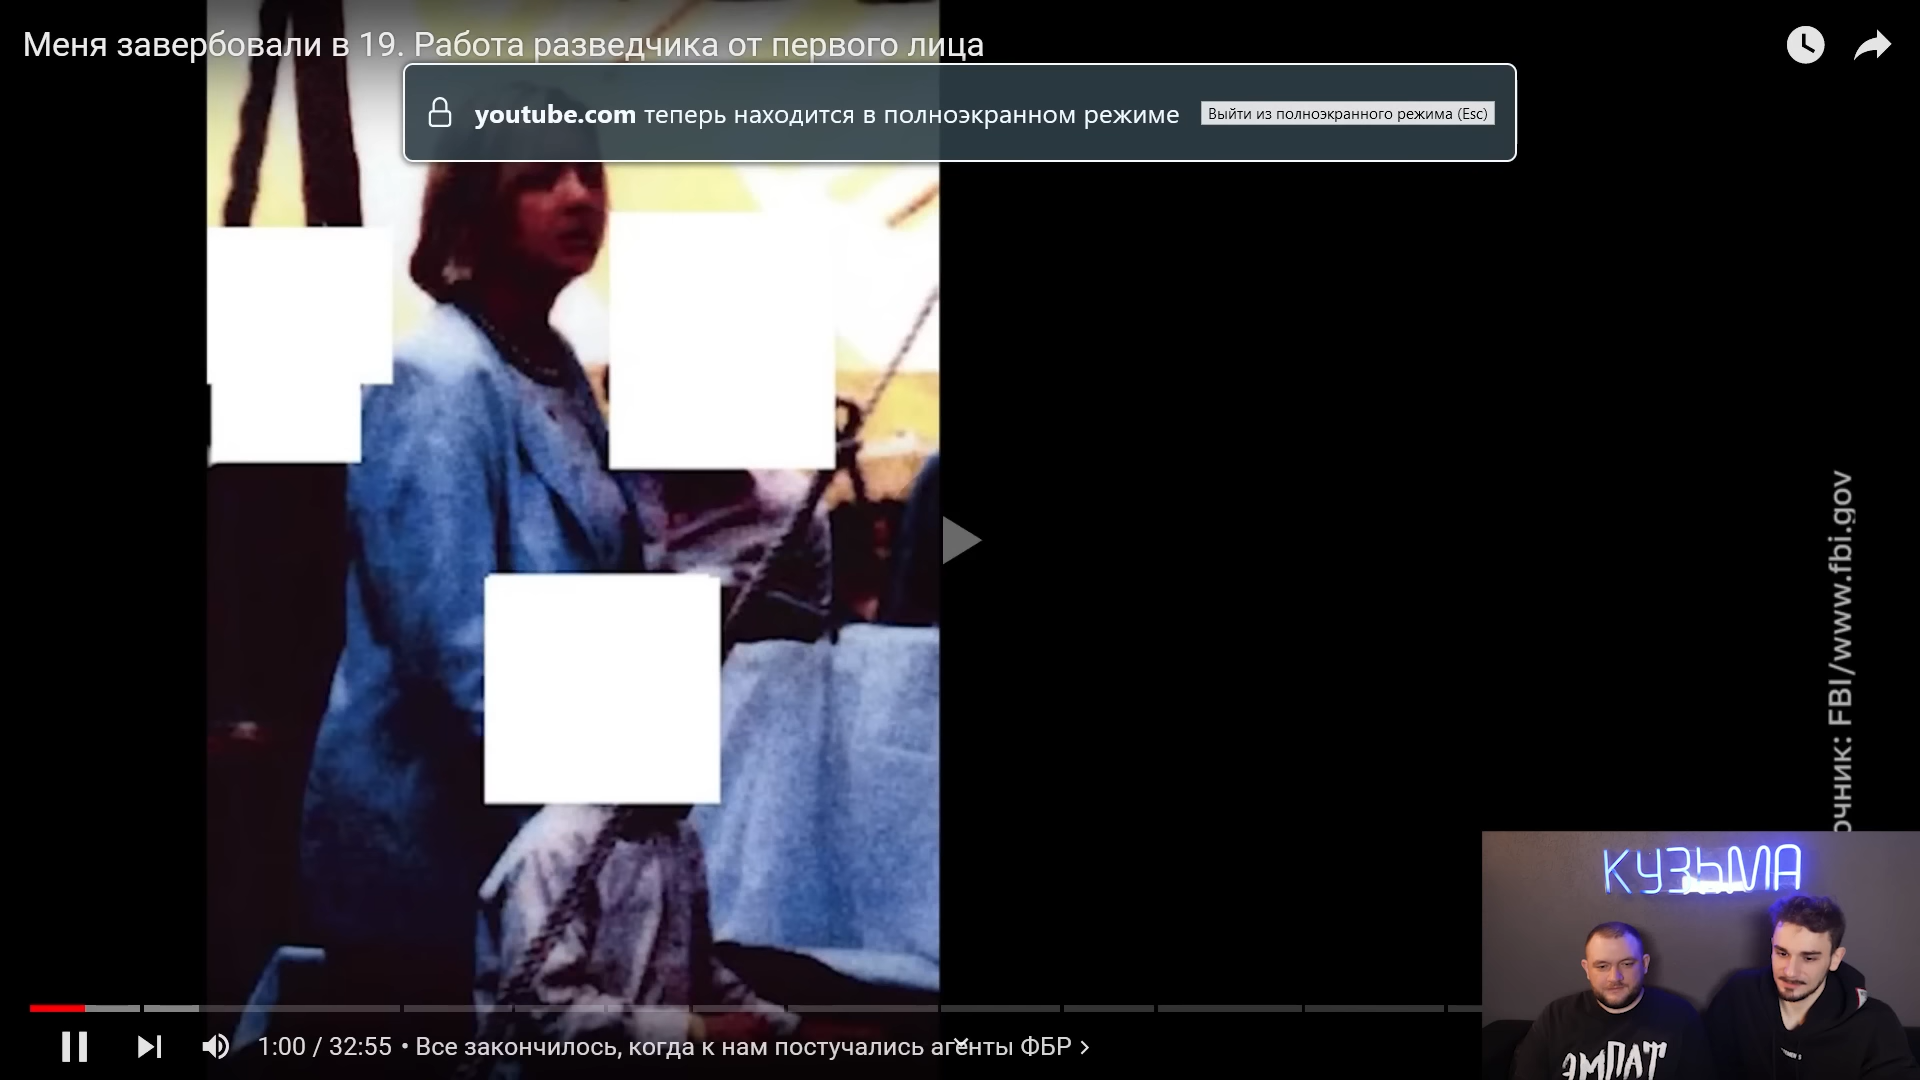 Меня завербовали в 19. Работа разведчика от первого лица
youtube.com теперь находится в полноэкранном режиме
Выйти из полноэкранного режима (Esc)
FBI/www.fbi.gov
КУЗЬМА
ЭМПАТ
1:00 / 32:55 • Все закончилось, когда к нам постучались агенты ФБР